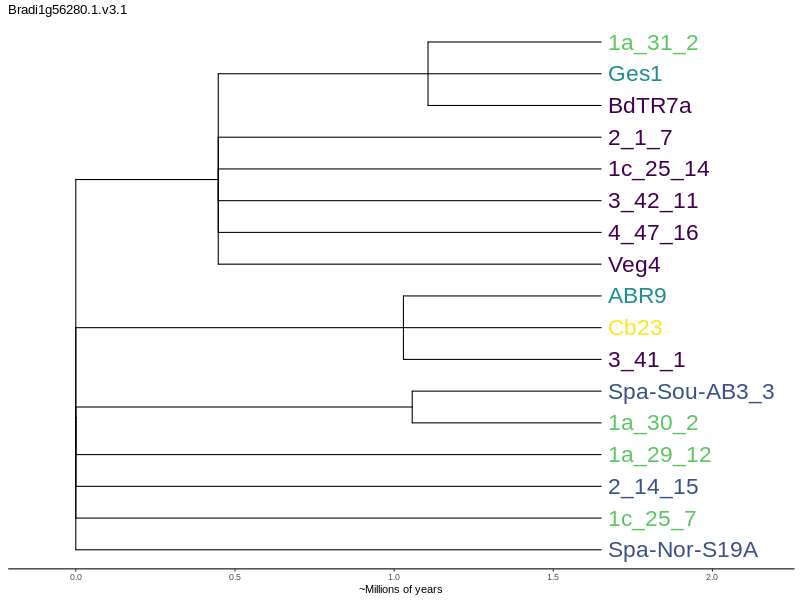 Bradi1g56280.1.v3.1
1a_31_2
Ges1
BdTR7a
2_1_7
1c_25_14
3_42_11
4_47_16
Veg4
ABR9
Cb23
3_41_1
Spa-Sou-AB3_3
1a_30_2
1a_29_12
2_14_15
1c_25_7
Spa-Nor-S19A
0.0 0.5 1.0 1.5 2.0
~Millions of years